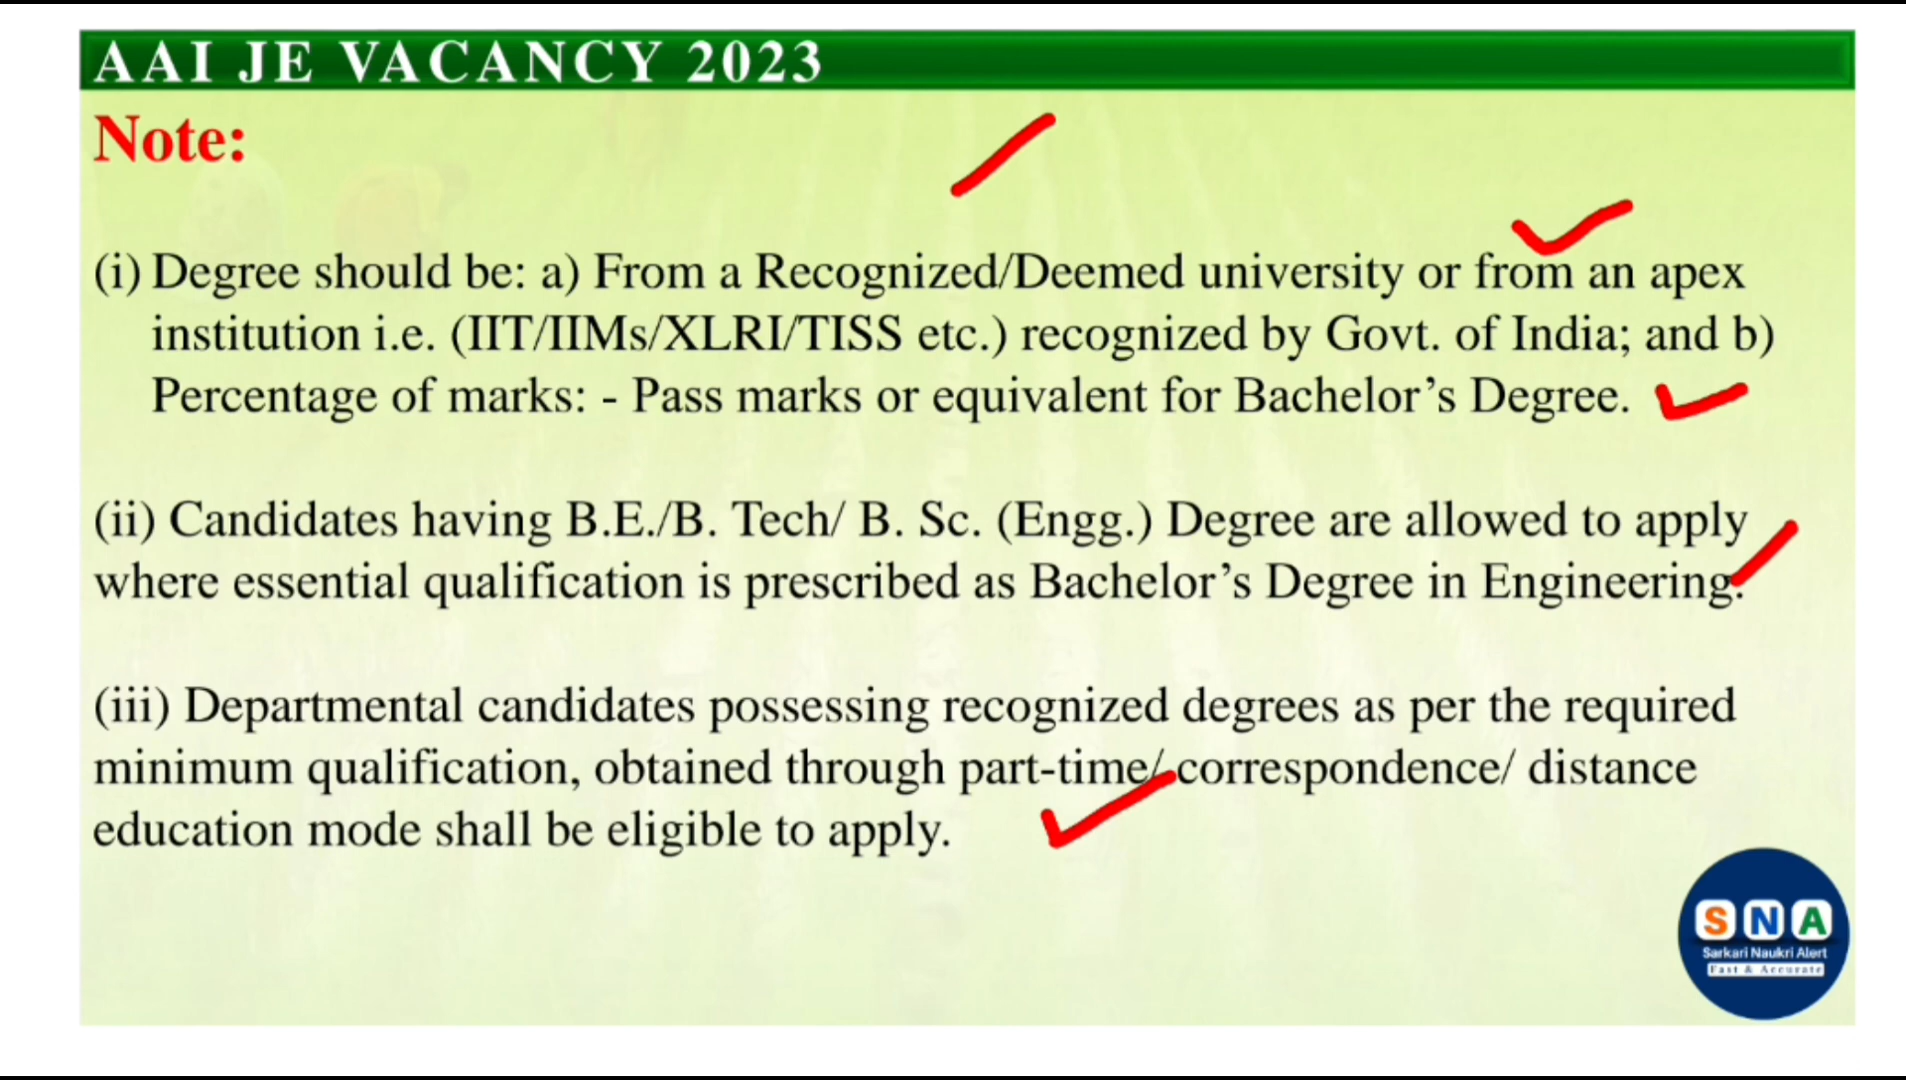 AAI JE VACANCY 2023
Note:
(i) Degree should be: a) From a Recognized/Deemed university or from an apex
institution i.e. (IIT/IIMs/XLRI/TISS etc.) recognized by Govt. of India; and b)
Percentage of marks: - Pass marks or equivalent for Bachelor’s Degree.
(ii) Candidates having B.E./B. Tech/ B. Sc. (Engg.) Degree are allowed to apply
where essential qualification is prescribed as Bachelor’s Degree in Engineering.
(iii) Departmental candidates possessing recognized degrees as per the required
minimum qualification, obtained through part-time/ correspondence/ distance
education mode shall be eligible to apply.
SNA
Sarkari Naukri Alert
Fast & Accurate